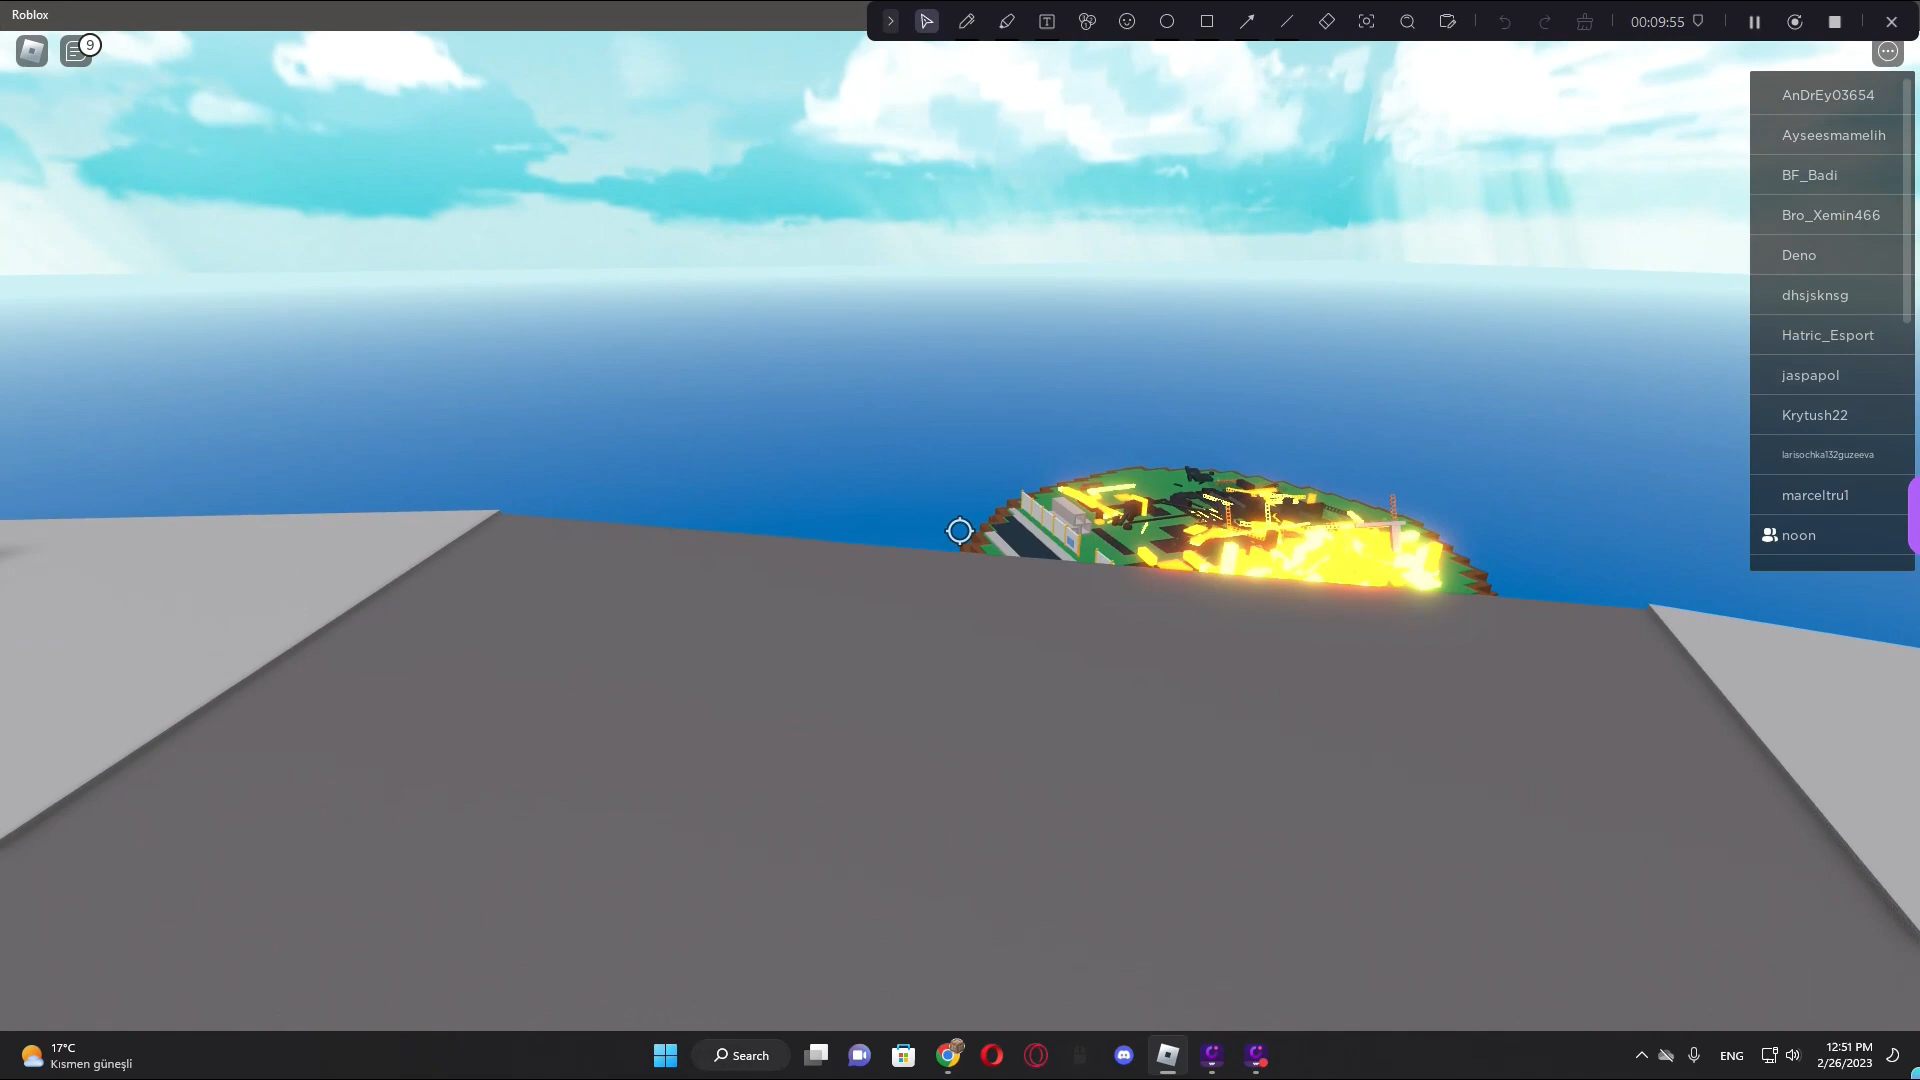 Roblox
00:09:55
9
AnDrEy03654
Ayseesmamelih
BF_Badi
Bro_Xemin466
Deno
dhsjsknsg
Hatric_Esport
jaspapol
Krytush22
larisochka132guzeeva
marceltru1
noon
17°C
Kısmen güneşli
Search
ENG
12:51 PM
2/26/2023